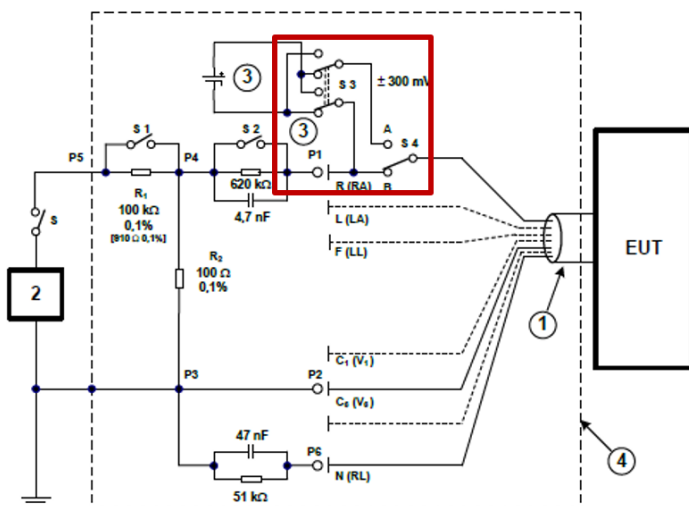 3
S 3
± 300 mV
3
S 1
S 2
A
S 4
P5
P4
P1
620 kΩ
R (RA)
B
R₁
100 kΩ
0,1%
[910 Ω 0,1%]
4,7 nF
L (LA)
S
F (LL)
EUT
R₂
100 Ω
0,1%
2
1
C₁ (V₁)
P3
P2
C₆ (V₆)
47 nF
P6
4
N (RL)
51 kΩ